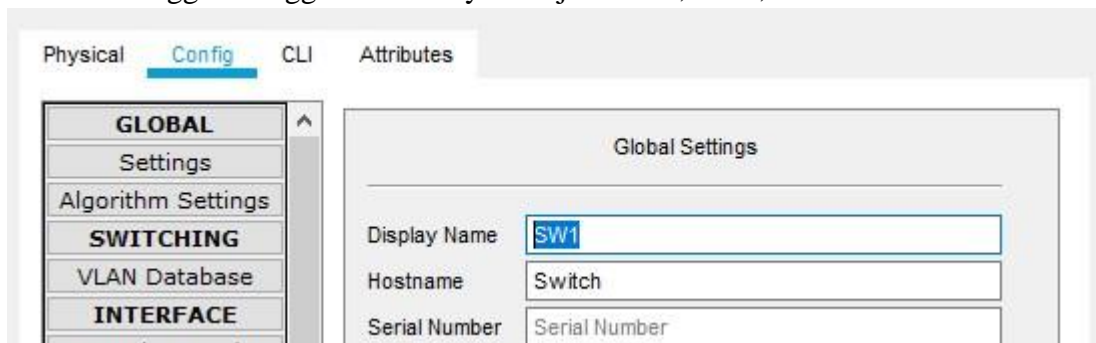 Physical Config CLI Attributes
GLOBAL
Settings
Algorithm Settings
SWITCHING
VLAN Database
INTERFACE
Global Settings
Display Name SW1
Hostname Switch
Serial Number Serial Number